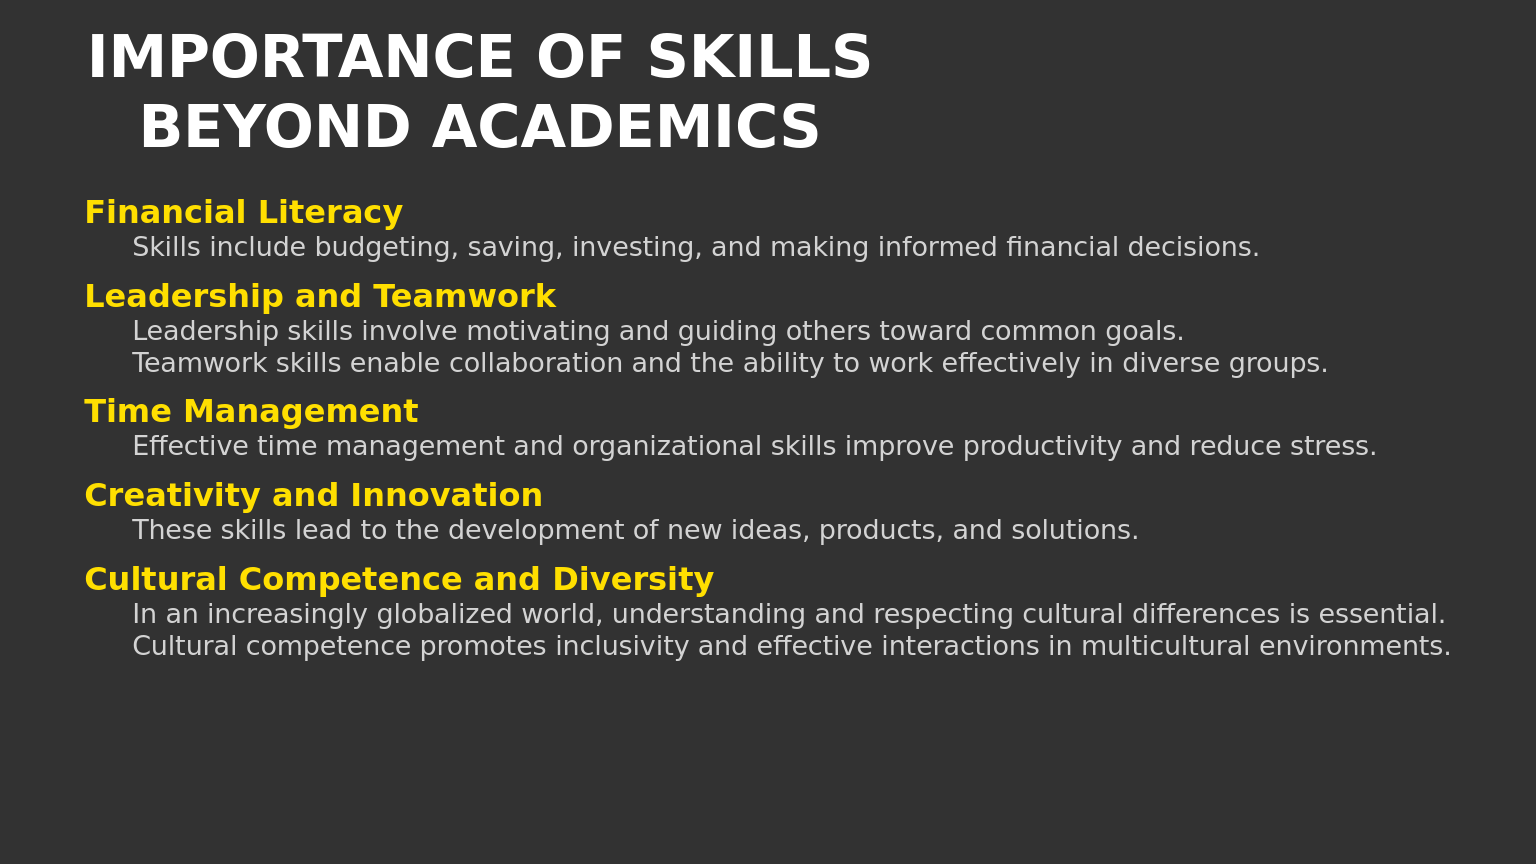 IMPORTANCE OF SKILLS
BEYOND ACADEMICS
Financial Literacy
Skills include budgeting, saving, investing, and making informed financial decisions.
Leadership and Teamwork
Leadership skills involve motivating and guiding others toward common goals.
Teamwork skills enable collaboration and the ability to work effectively in diverse groups.
Time Management
Effective time management and organizational skills improve productivity and reduce stress.
Creativity and Innovation
These skills lead to the development of new ideas, products, and solutions.
Cultural Competence and Diversity
In an increasingly globalized world, understanding and respecting cultural differences is essential.
Cultural competence promotes inclusivity and effective interactions in multicultural environments.